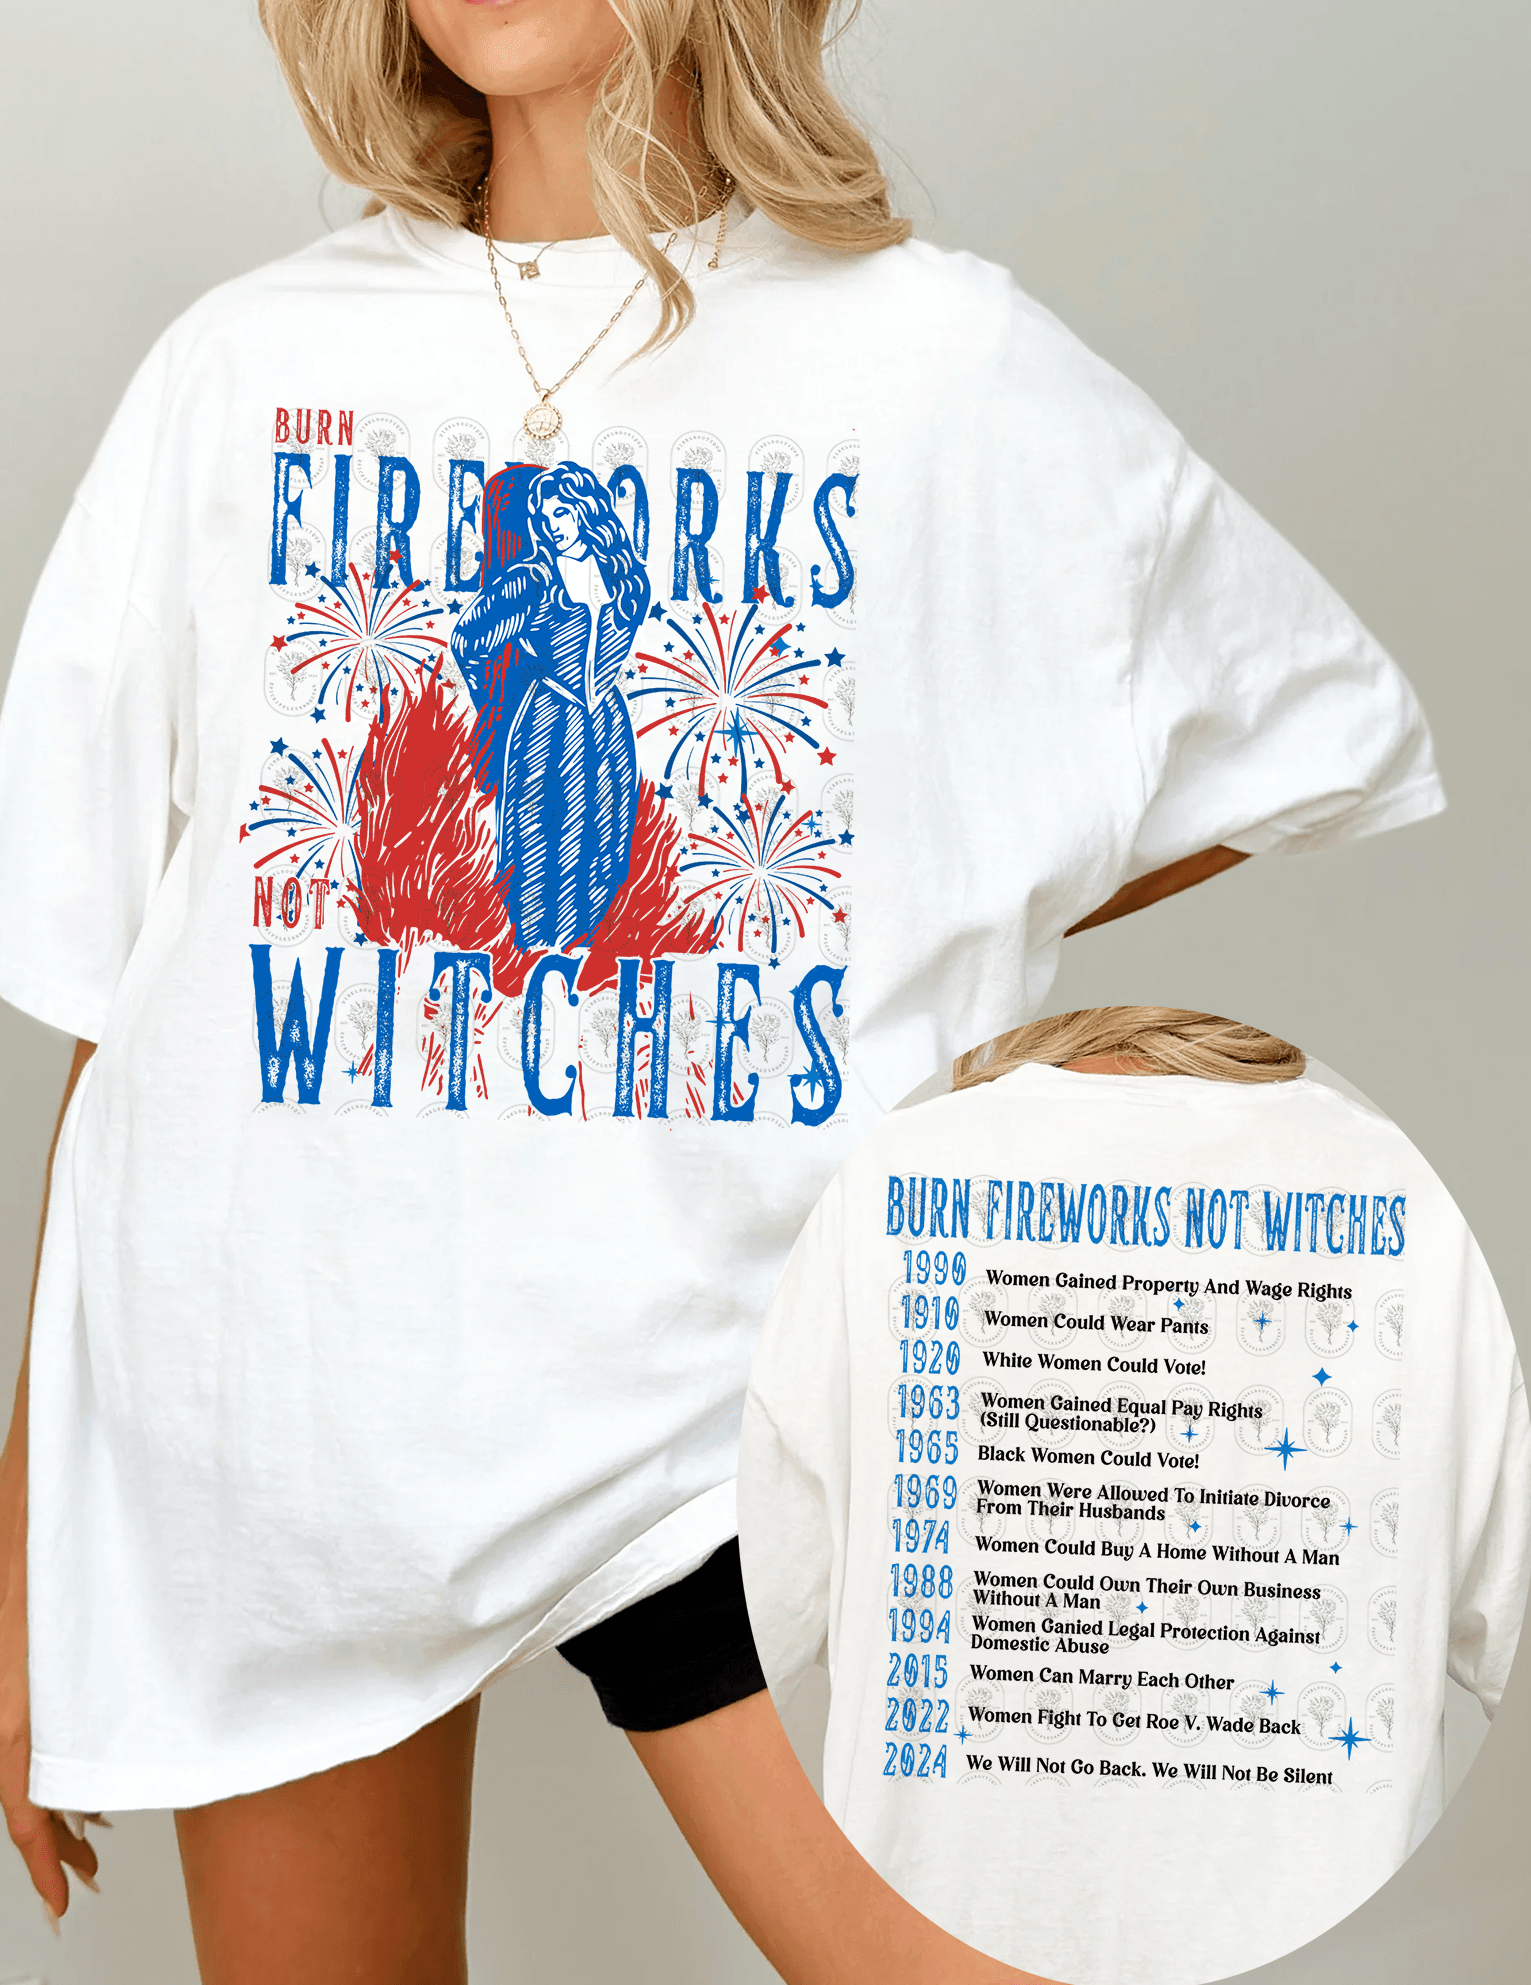 BURN
FIREWORKS
NOT
WITCHES
BURN FIREWORKS NOT WITCHES
1990 Women Gained Property And Wage Rights
1910 Women Could Wear Pants
1920 White Women Could Vote!
1963 Women Gained Equal Pay Rights
(Still Questionable?)
1965 Black Women Could Vote!
1969 Women Were Allowed To Initiate Divorce
From Their Husbands
1974 Women Could Buy A Home Without A Man
1988 Women Could Own Their Own Business
Without A Man
1994 Women Ganied Legal Protection Against
Domestic Abuse
2015 Women Can Marry Each Other
2022 Women Fight To Get Roe V. Wade Back
2024 We Will Not Go Back. We Will Not Be Silent